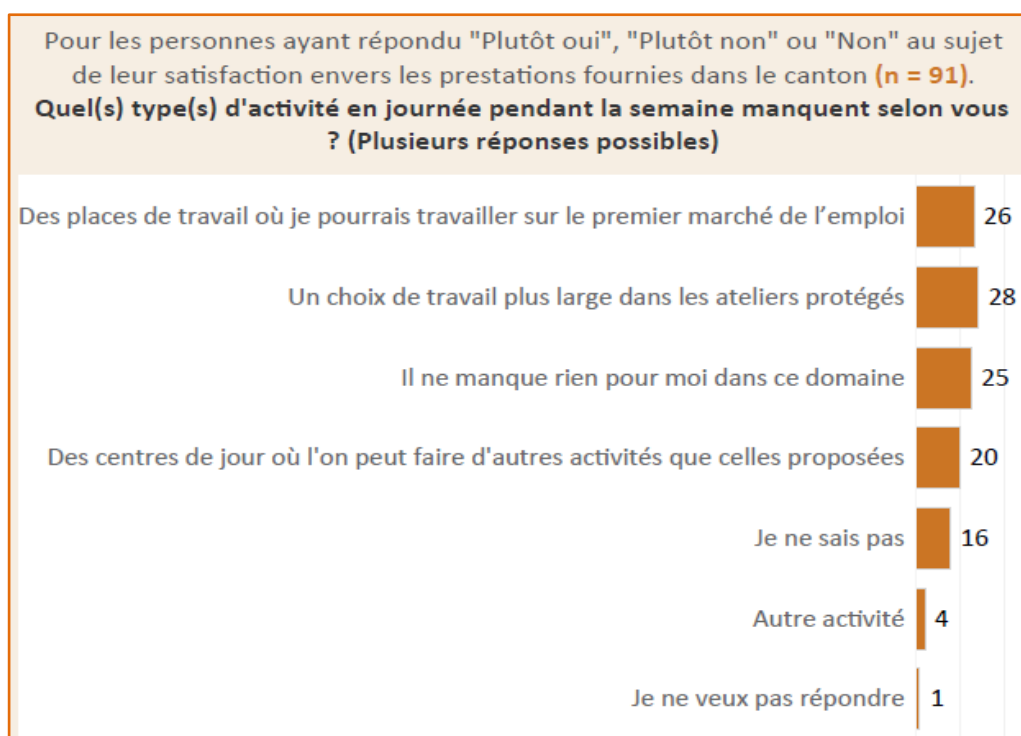 Pour les personnes ayant répondu "Plutôt oui", "Plutôt non" ou "Non" au sujet
de leur satisfaction envers les prestations fournies dans le canton (n = 91).
Quel(s) type(s) d'activité en journée pendant la semaine manquent selon vous
? (Plusieurs réponses possibles)
Des places de travail où je pourrais travailler sur le premier marché de l’emploi 26
Un choix de travail plus large dans les ateliers protégés 28
Il ne manque rien pour moi dans ce domaine 25
Des centres de jour où l'on peut faire d'autres activités que celles proposées 20
Je ne sais pas 16
Autre activité 4
Je ne veux pas répondre 1